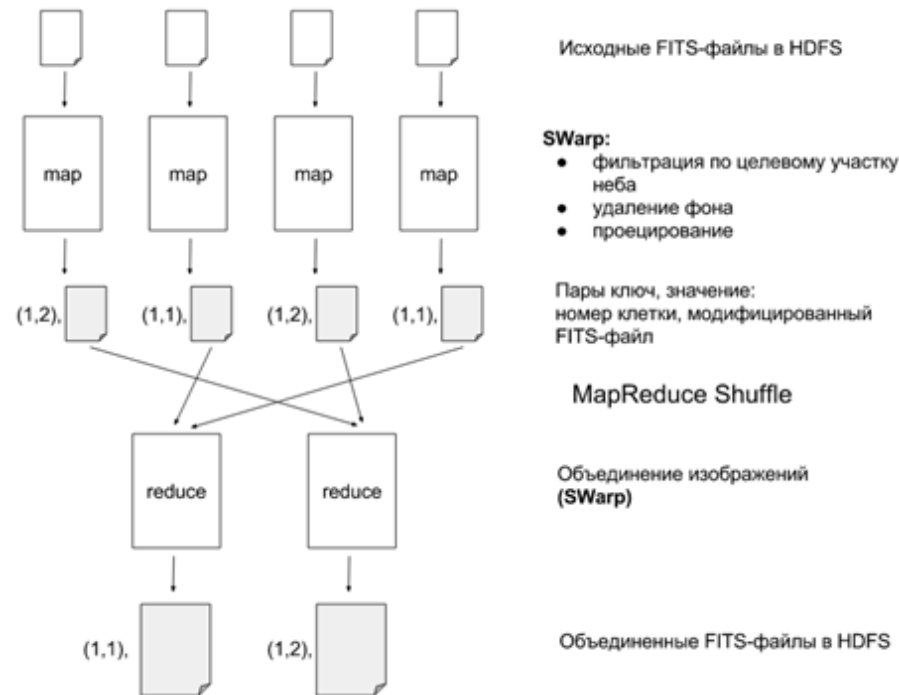 Исходные FITS-файлы в HDFS
map
map
map
map
SWarp:
● фильтрация по целевому участку
неба
● удаление фона
● проецирование
(1,2),
(1,1),
(1,2),
(1,1),
Пары ключ, значение:
номер клетки, модифицированный
FITS-файл
MapReduce Shuffle
reduce
reduce
Объединение изображений
(SWarp)
(1,1),
(1,2),
Объединенные FITS-файлы в HDFS